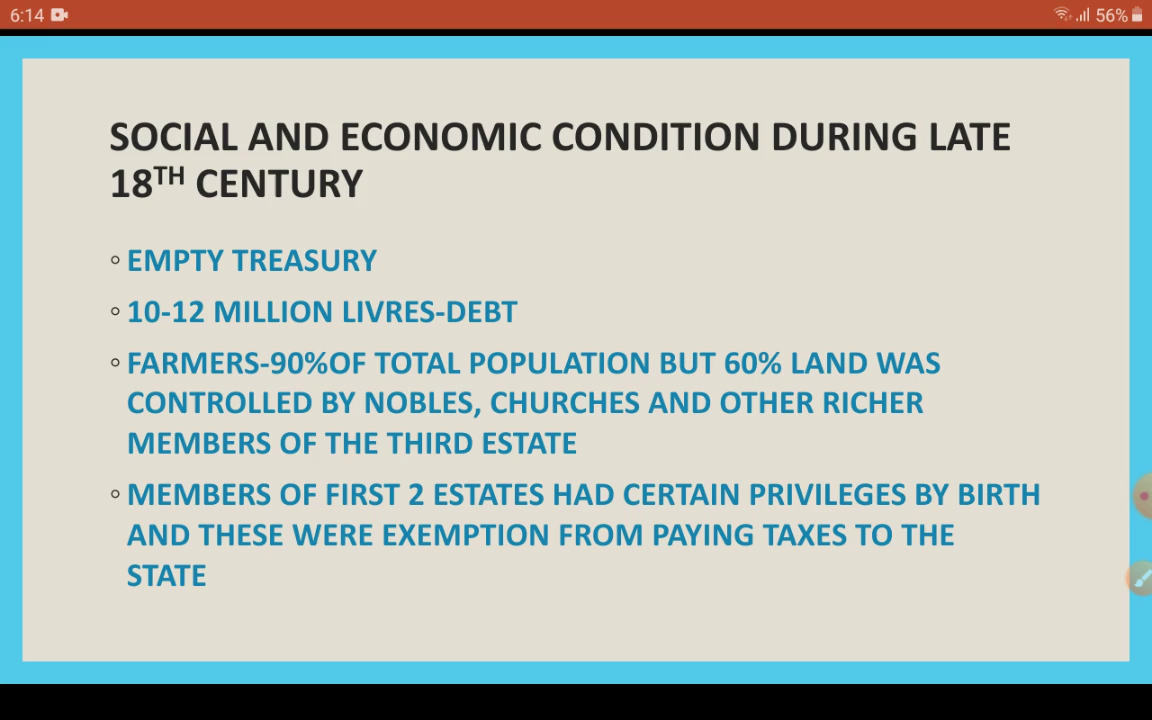 6:14
56%
SOCIAL AND ECONOMIC CONDITION DURING LATE
18TH CENTURY
◦ EMPTY TREASURY
◦ 10-12 MILLION LIVRES-DEBT
◦ FARMERS-90%OF TOTAL POPULATION BUT 60% LAND WAS
CONTROLLED BY NOBLES, CHURCHES AND OTHER RICHER
MEMBERS OF THE THIRD ESTATE
◦ MEMBERS OF FIRST 2 ESTATES HAD CERTAIN PRIVILEGES BY BIRTH
AND THESE WERE EXEMPTION FROM PAYING TAXES TO THE
STATE